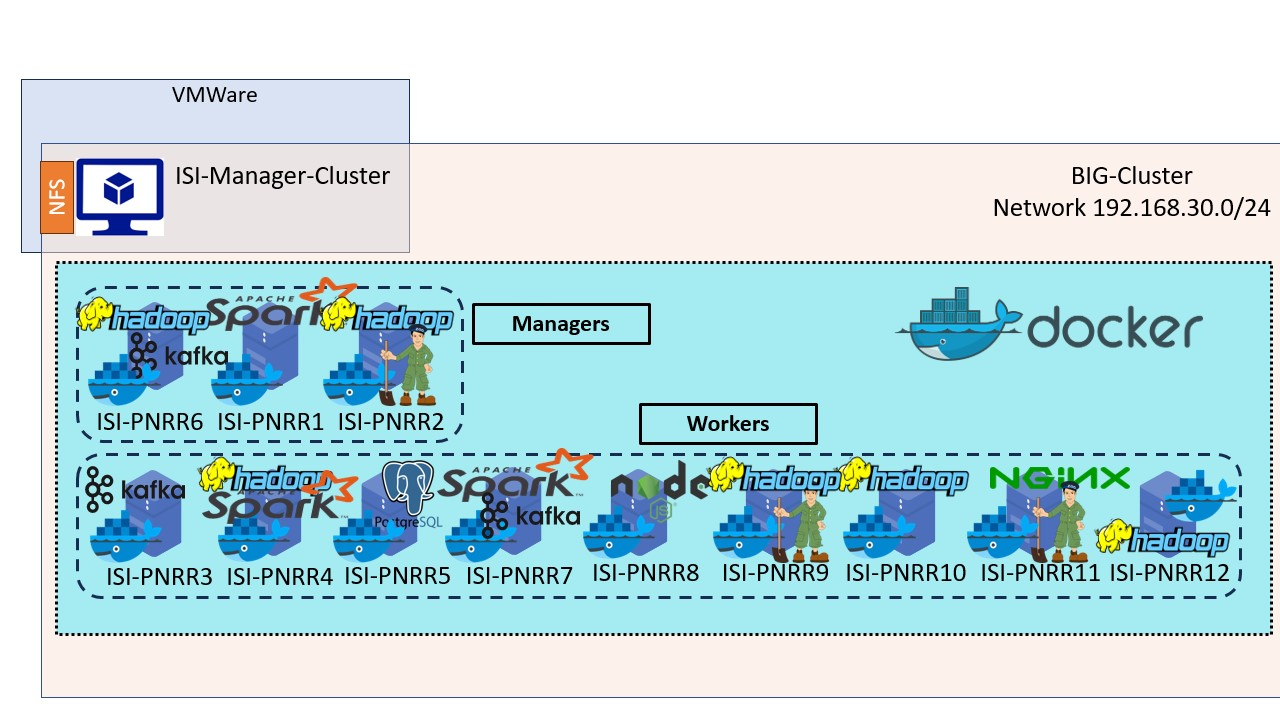 VMWare
NFS
ISI-Manager-Cluster
BIG-Cluster
Network 192.168.30.0/24
hadoop
APACHE
Spark
hadoop
kafka
Managers
docker
ISI-PNRR6 ISI-PNRR1 ISI-PNRR2
Workers
kafka
hadoop
APACHE
Spark
PostgreSQL
APACHE
Spark™
kafka
node
JS
hadoop
hadoop
NGiNX
hadoop
ISI-PNRR3 ISI-PNRR4 ISI-PNRR5 ISI-PNRR7 ISI-PNRR8 ISI-PNRR9 ISI-PNRR10 ISI-PNRR11 ISI-PNRR12